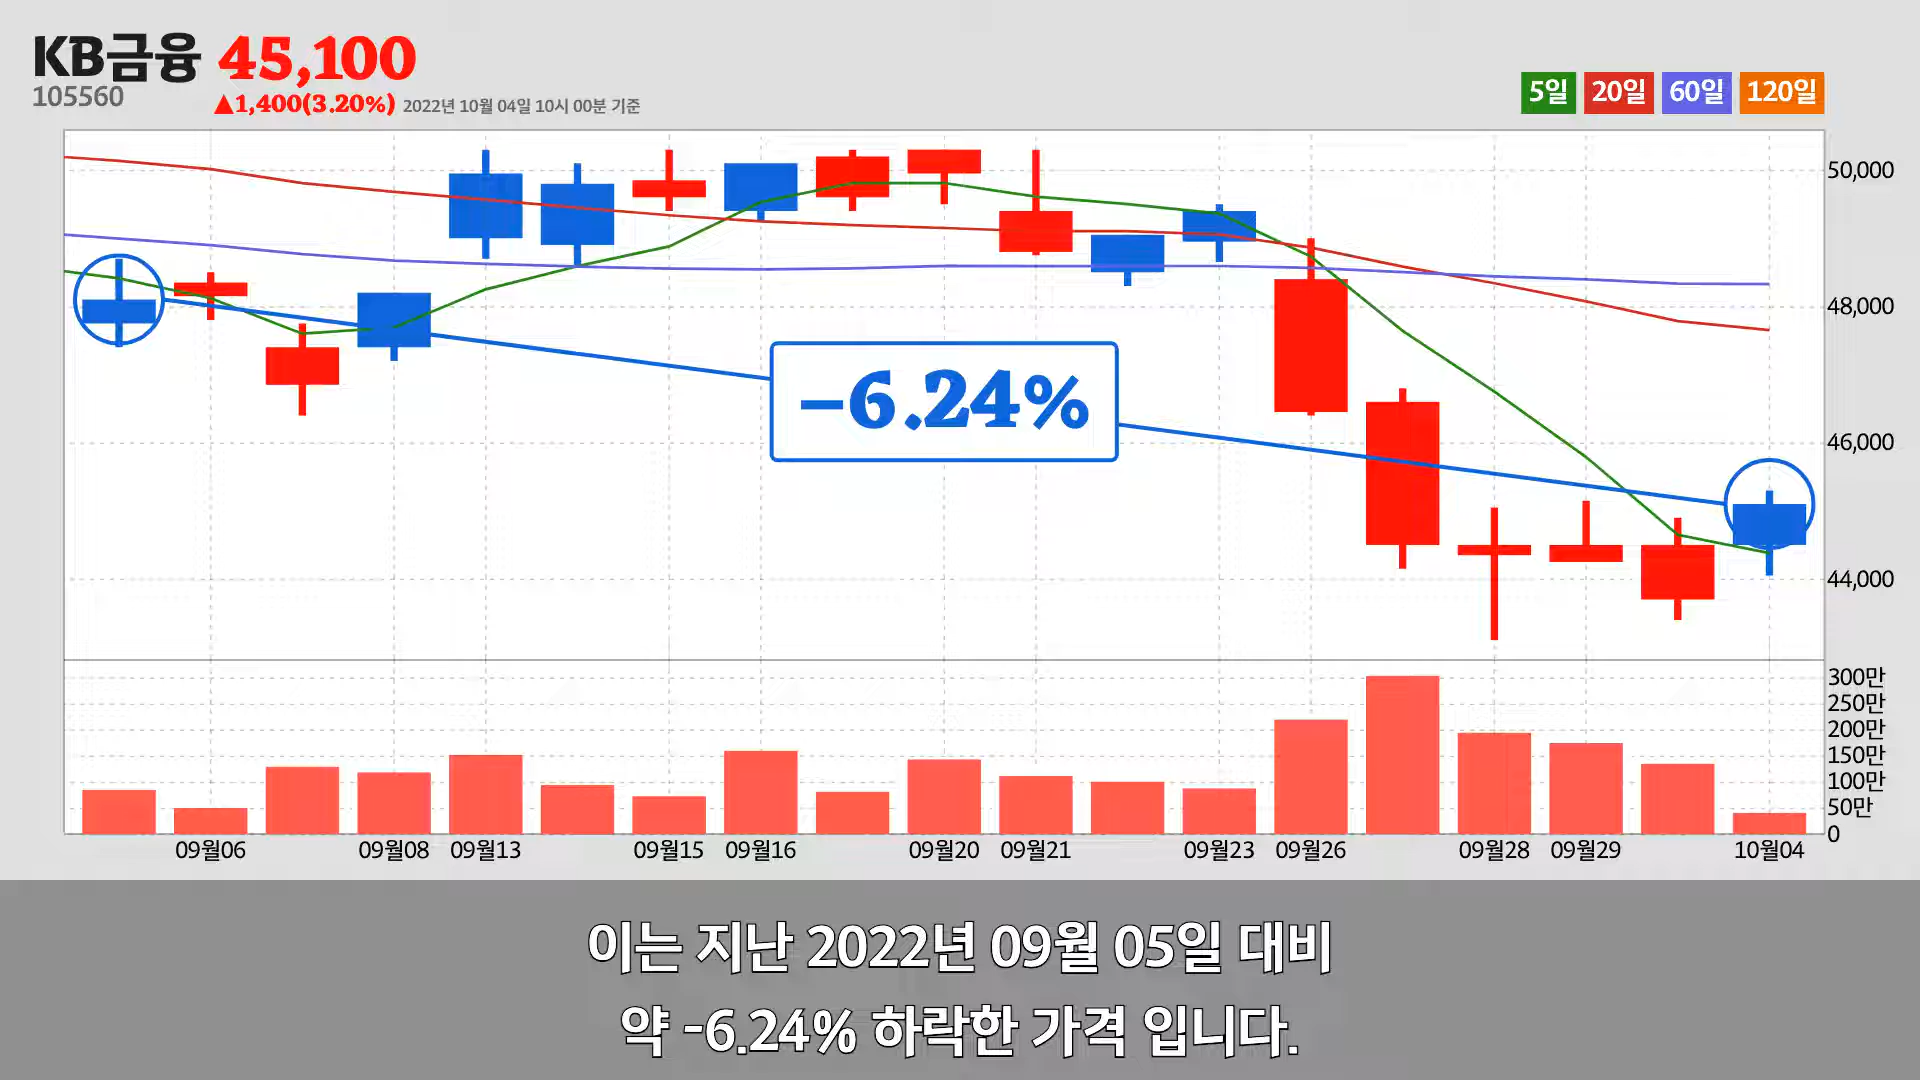 KB금융 45,100
105560
▲1,400(3.20%) 2022년 10월 04일 10시 00분 기준
5일 20일 60일 120일
50,000
48,000
46,000
44,000
-6.24%
300만
250만
200만
150만
100만
50만
0
09월06 09월08 09월13 09월15 09월16 09월20 09월21 09월23 09월26 09월28 09월29 10월04
이는 지난 2022년 09월 05일 대비
약 -6.24% 하락한 가격 입니다.